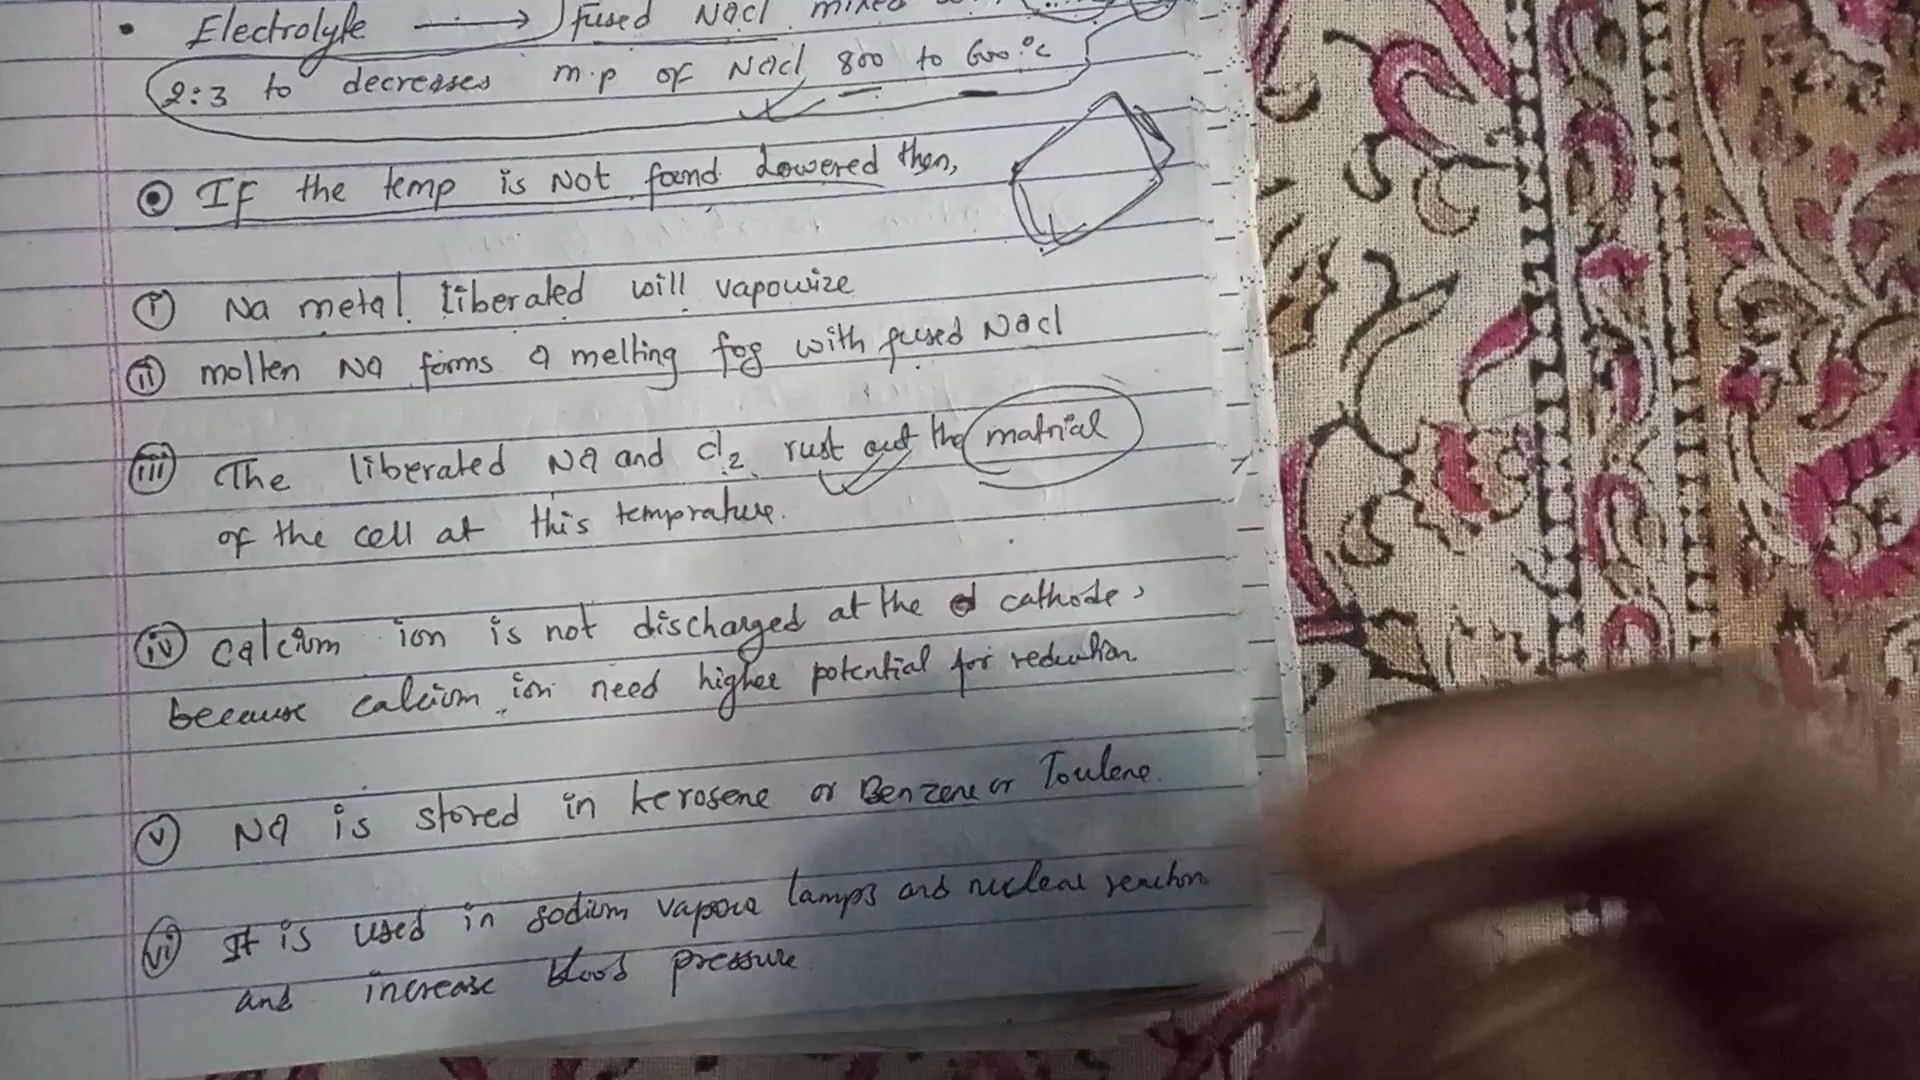 • Electrolyte → fused NaCl mixed
2:3 to decreases m.p of NaCl 800 to 600°c
If the temp is Not found Lowered then,
(i) Na metal liberated will vapourize
(ii) molten Na forms a melting fog with fused NaCl
(iii) The liberated Na and cl2 rust out the matrial
of the cell at this temprature.
(iv) calcium ion is not discharged at the cathode,
because calcium ion need higher potential for reduction
(v) Na is stored in kerosene or Benzene or Toulene.
(vi) It is used in sodium vapour lamps and nuclear reactor
and increase blood pressure